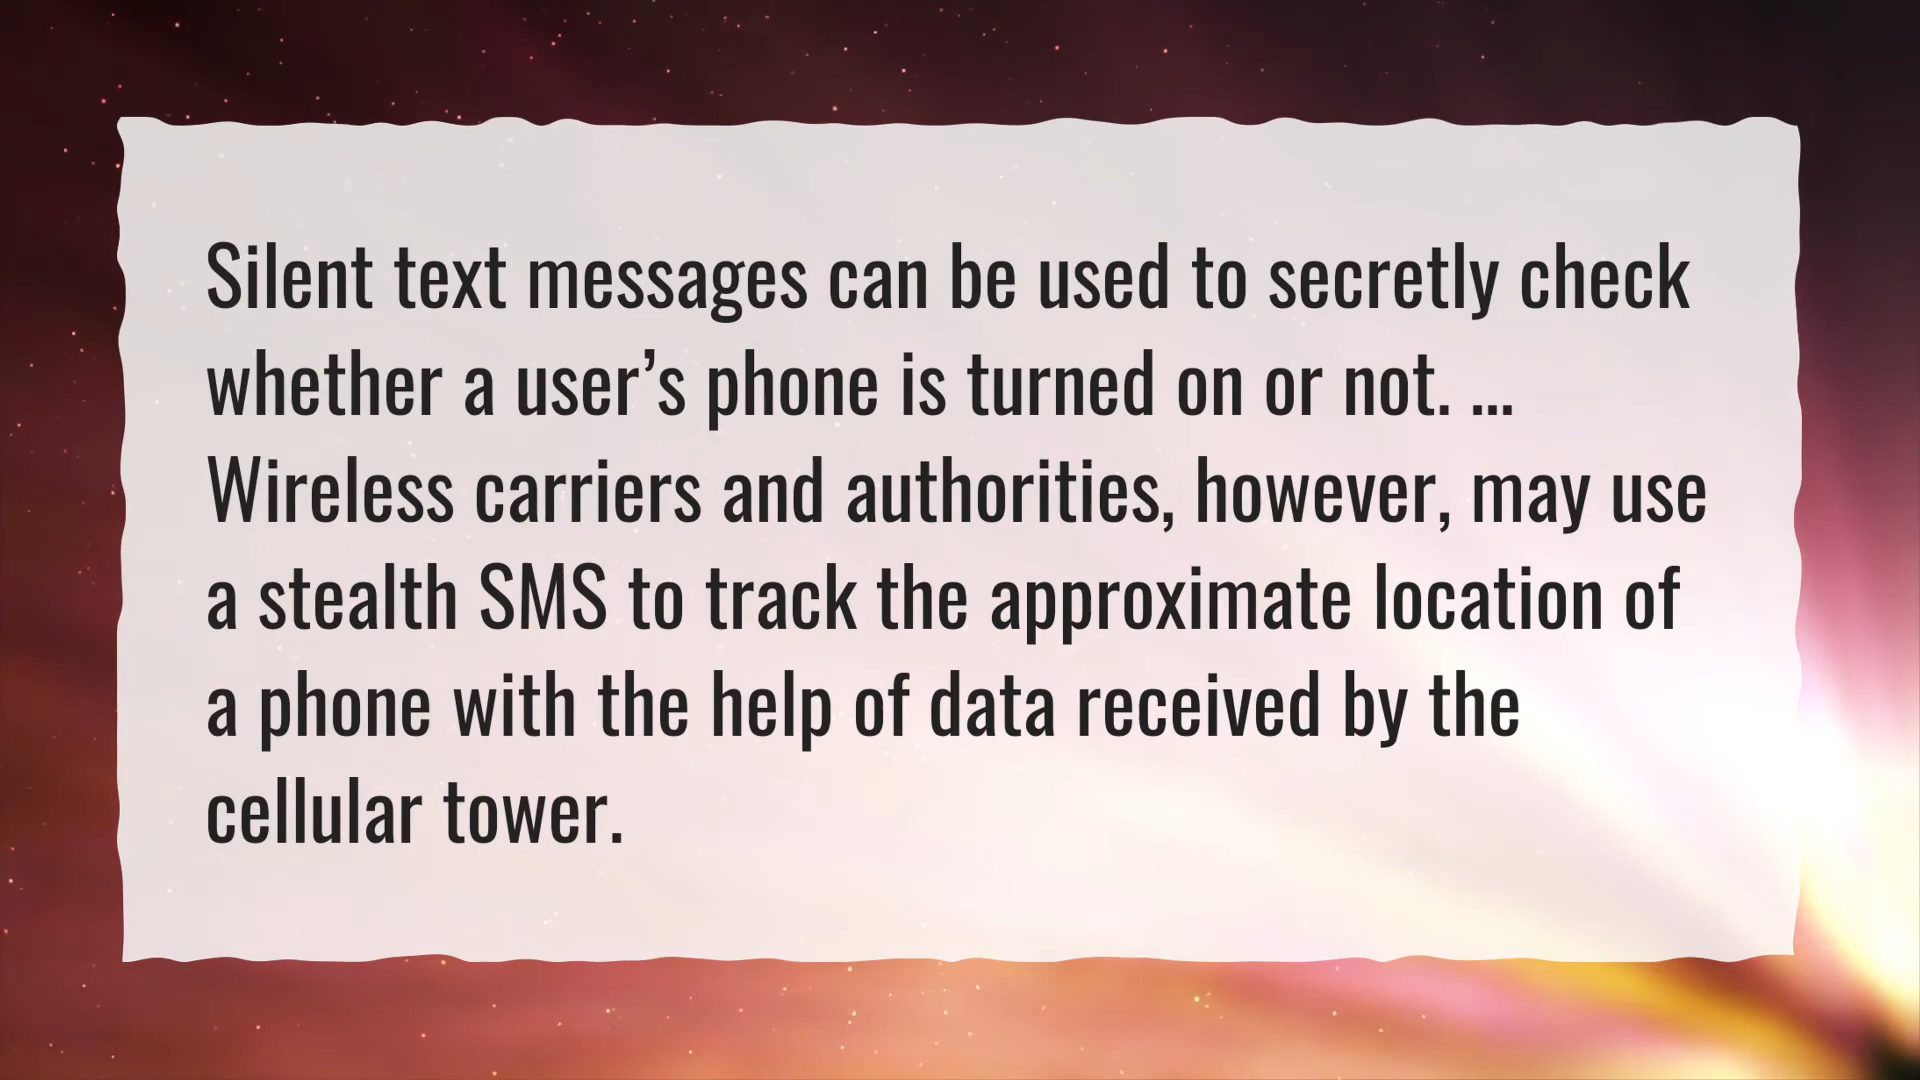 Silent text messages can be used to secretly check
whether a user’s phone is turned on or not. ...
Wireless carriers and authorities, however, may use
a stealth SMS to track the approximate location of
a phone with the help of data received by the
cellular tower.